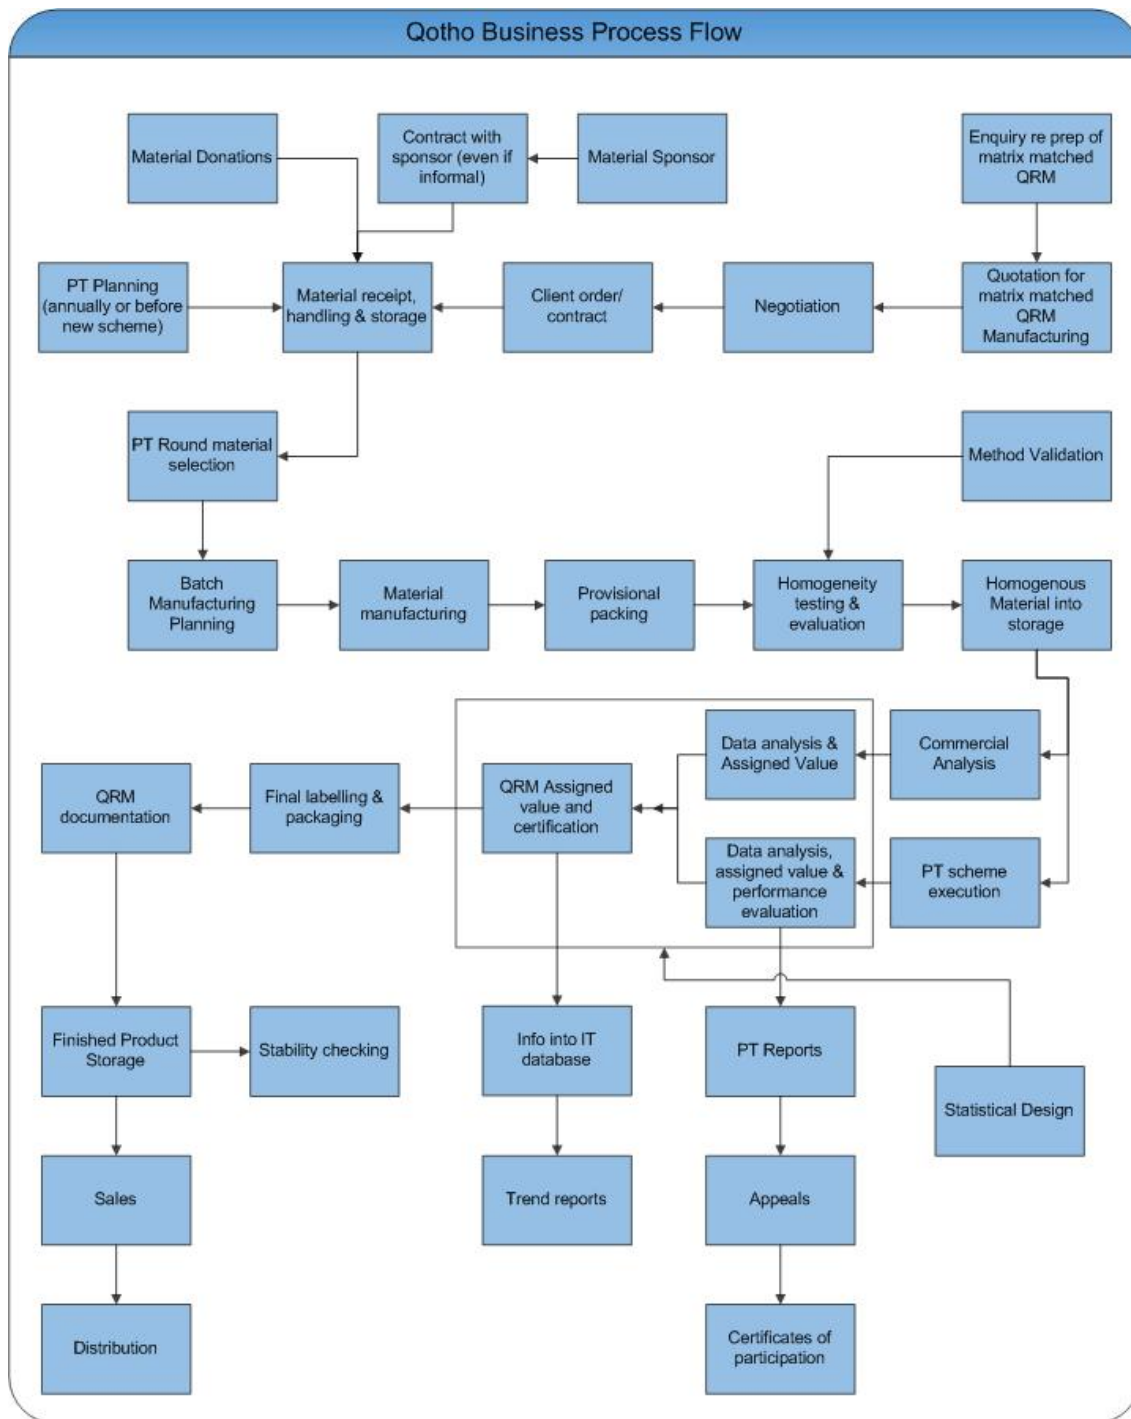 Qotho Business Process Flow
Material Donations
Contract with
sponsor (even if
informal)
Material Sponsor
Enquiry re prep of
matrix matched
QRM
PT Planning
(annually or before
new scheme)
Material receipt,
handling & storage
Client order/
contract
Negotiation
Quotation for
matrix matched
QRM
Manufacturing
PT Round material
selection
Method Validation
Batch
Manufacturing
Planning
Material
manufacturing
Provisional
packing
Homogeneity
testing &
evaluation
Homogenous
Material into
storage
Data analysis &
Assigned Value
Commercial
Analysis
QRM
documentation
Final labelling &
packaging
QRM Assigned
value and
certification
Data analysis,
assigned value &
performance
evaluation
PT scheme
execution
Finished Product
Storage
Stability checking
Info into IT
database
PT Reports
Statistical Design
Sales
Trend reports
Appeals
Distribution
Certificates of
participation